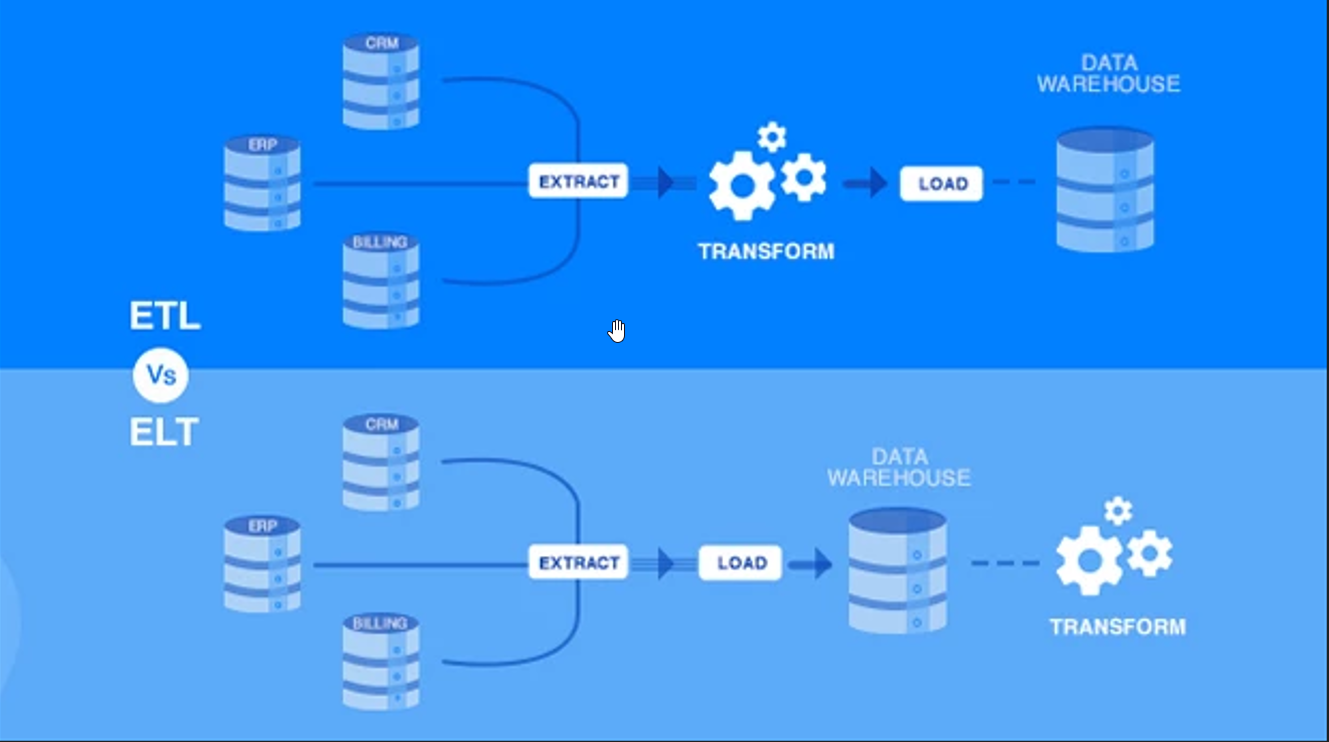 CRM
DATA
WAREHOUSE
ERP
EXTRACT
LOAD
TRANSFORM
BILLING
ETL
Vs
ELT
CRM
DATA
WAREHOUSE
ERP
EXTRACT
LOAD
TRANSFORM
BILLING